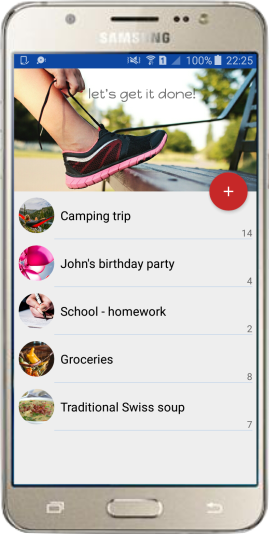 SAMSUNG
100% 22:25
let's get it done!
+
Camping trip
14
John's birthday party
4
School - homework
2
Groceries
8
Traditional Swiss soup
7